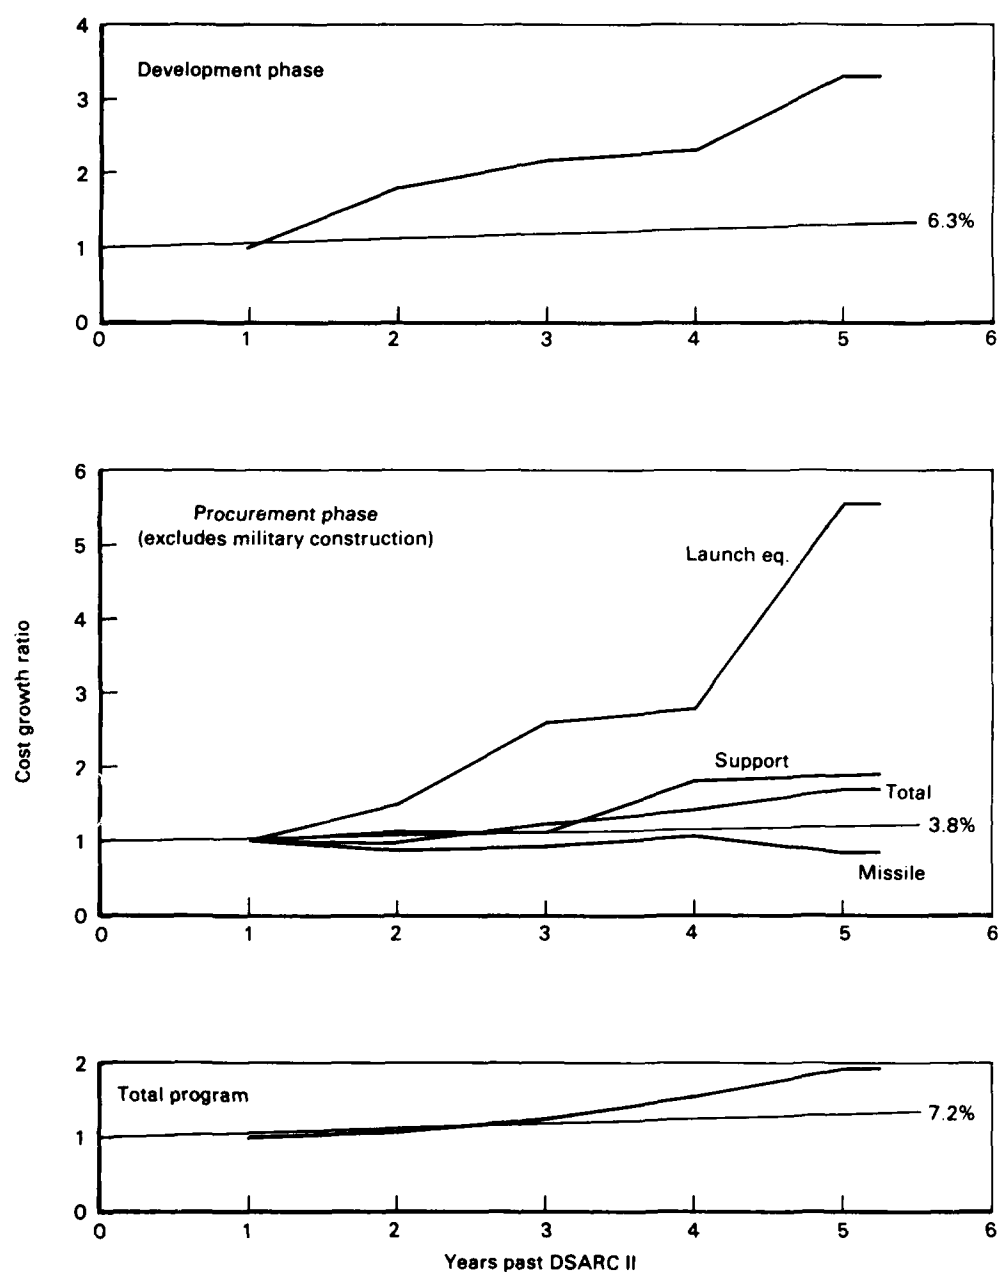 4
Development phase
3
2
6.3%
1
0
0 1 2 3 4 5 6
6
Procurement phase
(excludes military construction)
5
Launch eq.
4
Cost growth ratio
3
2
Support
Total
3.8%
1
Missile
0
0 1 2 3 4 5 6
2
Total program
7.2%
1
0
0 1 2 3 4 5 6
Years past DSARC II